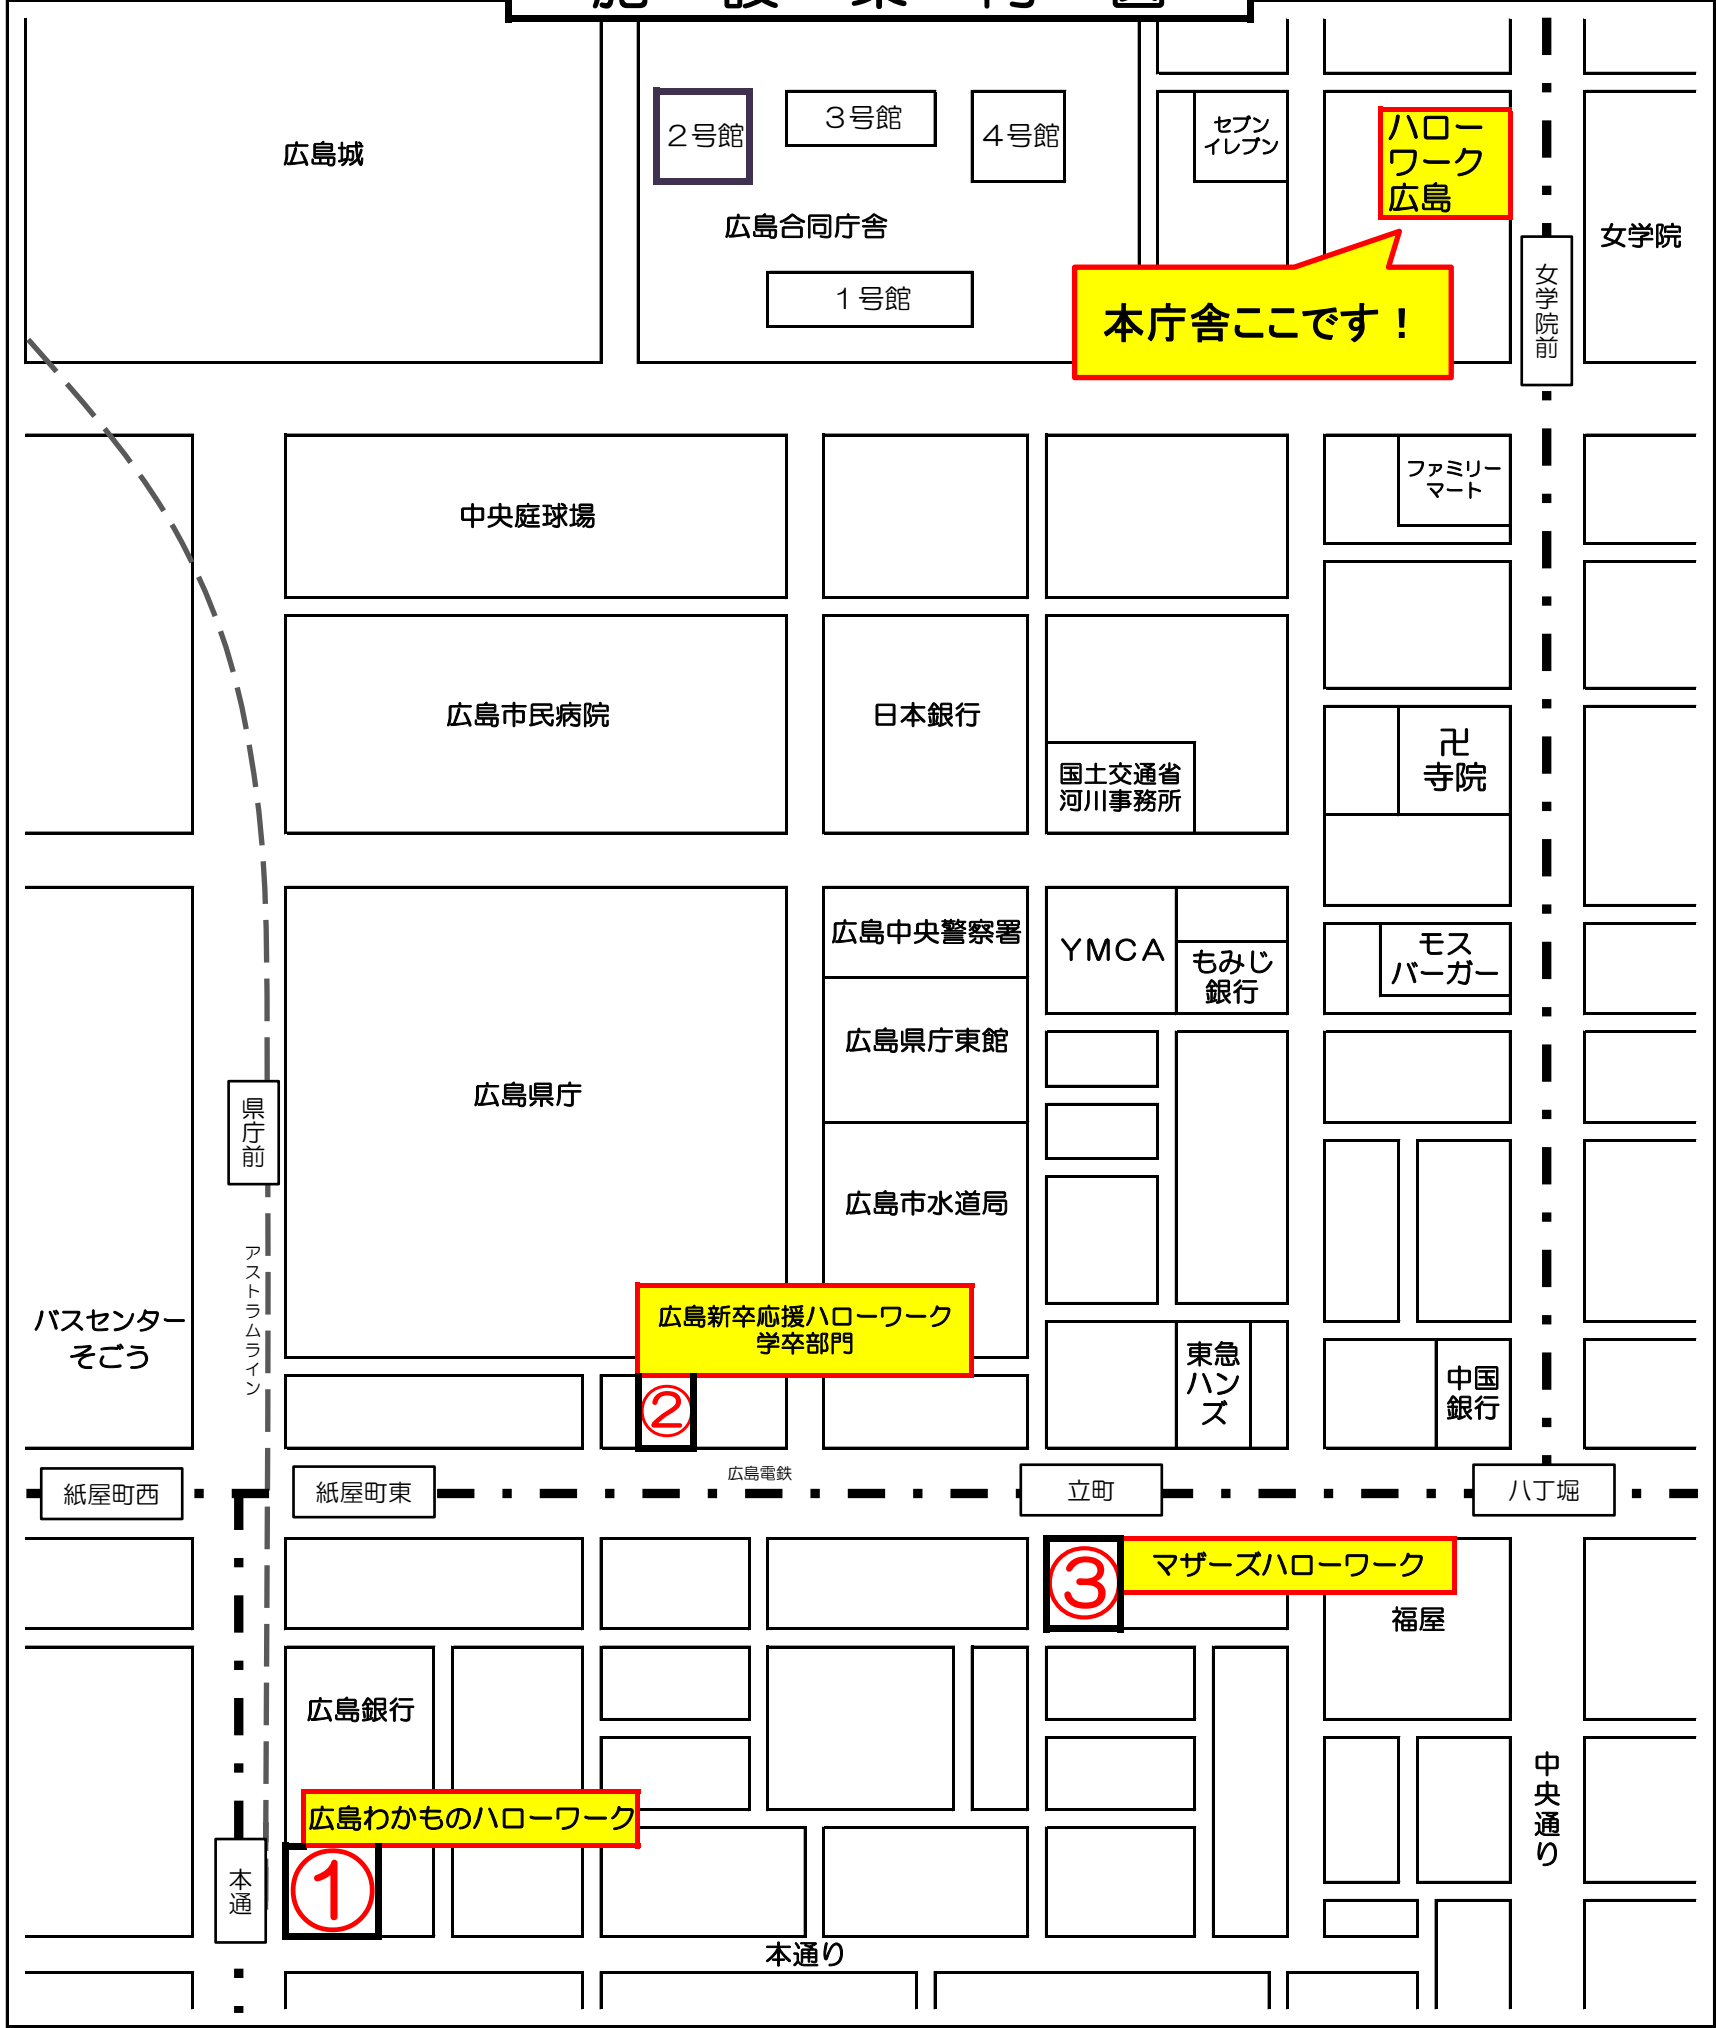 施設案内図
広島城
２号館
３号館
４号館
広島合同庁舎
１号館
セブン
イレブン
ハロー
ワーク
広島
本庁舎ここです！
女学院
女学院前
中央庭球場
ファミリー
マート
広島市民病院
日本銀行
国土交通省
河川事務所
卍
寺院
広島中央警察署
YMCA
もみじ
銀行
モス
バーガー
広島県庁東館
広島県庁
県庁前
広島市水道局
アストラムライン
バスセンター
そごう
広島新卒応援ハローワーク
学卒部門
②
東急
ハン
ズ
中国
銀行
紙屋町西
紙屋町東
広島電鉄
立町
八丁堀
③
マザーズハローワーク
福屋
広島銀行
中央通り
広島わかものハローワーク
①
本通
本通り